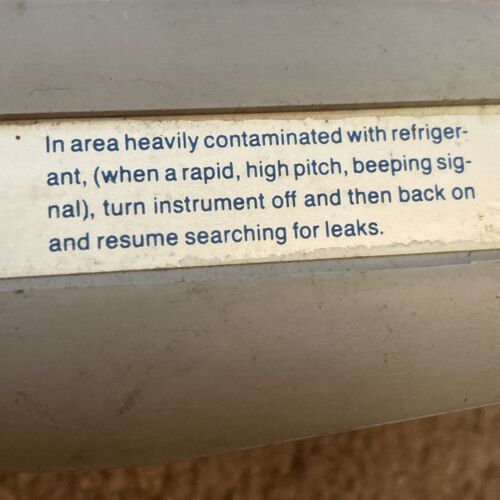 In area heavily contaminated with refriger-
ant, (when a rapid, high pitch, beeping sig-
nal), turn instrument off and then back on
and resume searching for leaks.